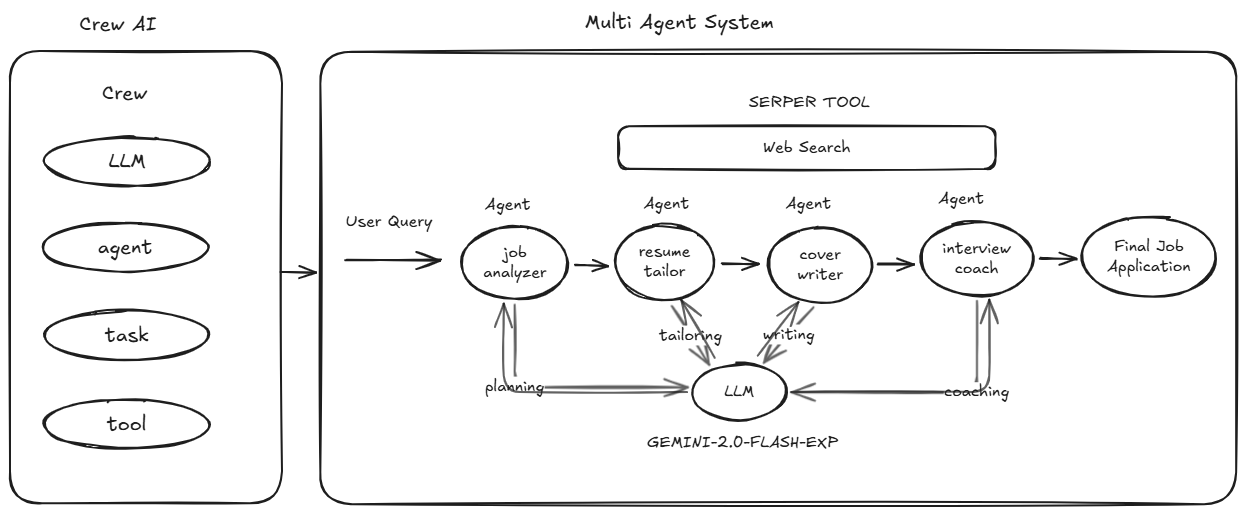 Crew AI
Multi Agent System
Crew
LLM
agent
task
tool
SERPER TOOL
Web Search
User Query
Agent
job
analyzer
Agent
resume
tailor
Agent
cover
writer
Agent
interview
coach
Final Job
Application
planning
tailoring
writing
coaching
LLM
GEMINI-2.0-FLASH-EXP